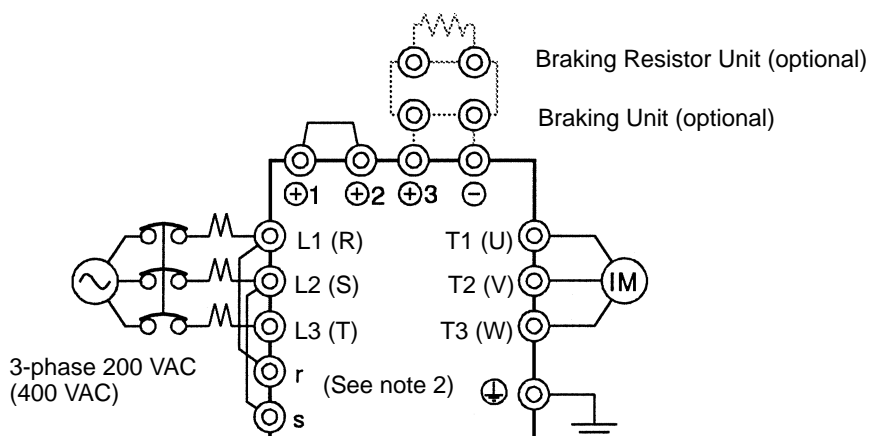 Braking Resistor Unit (optional)
Braking Unit (optional)
⊕1 ⊕2 ⊕3 ⊖
L1 (R) T1 (U)
L2 (S) T2 (V) IM
L3 (T) T3 (W)
3-phase 200 VAC
(400 VAC)
r (See note 2)
s